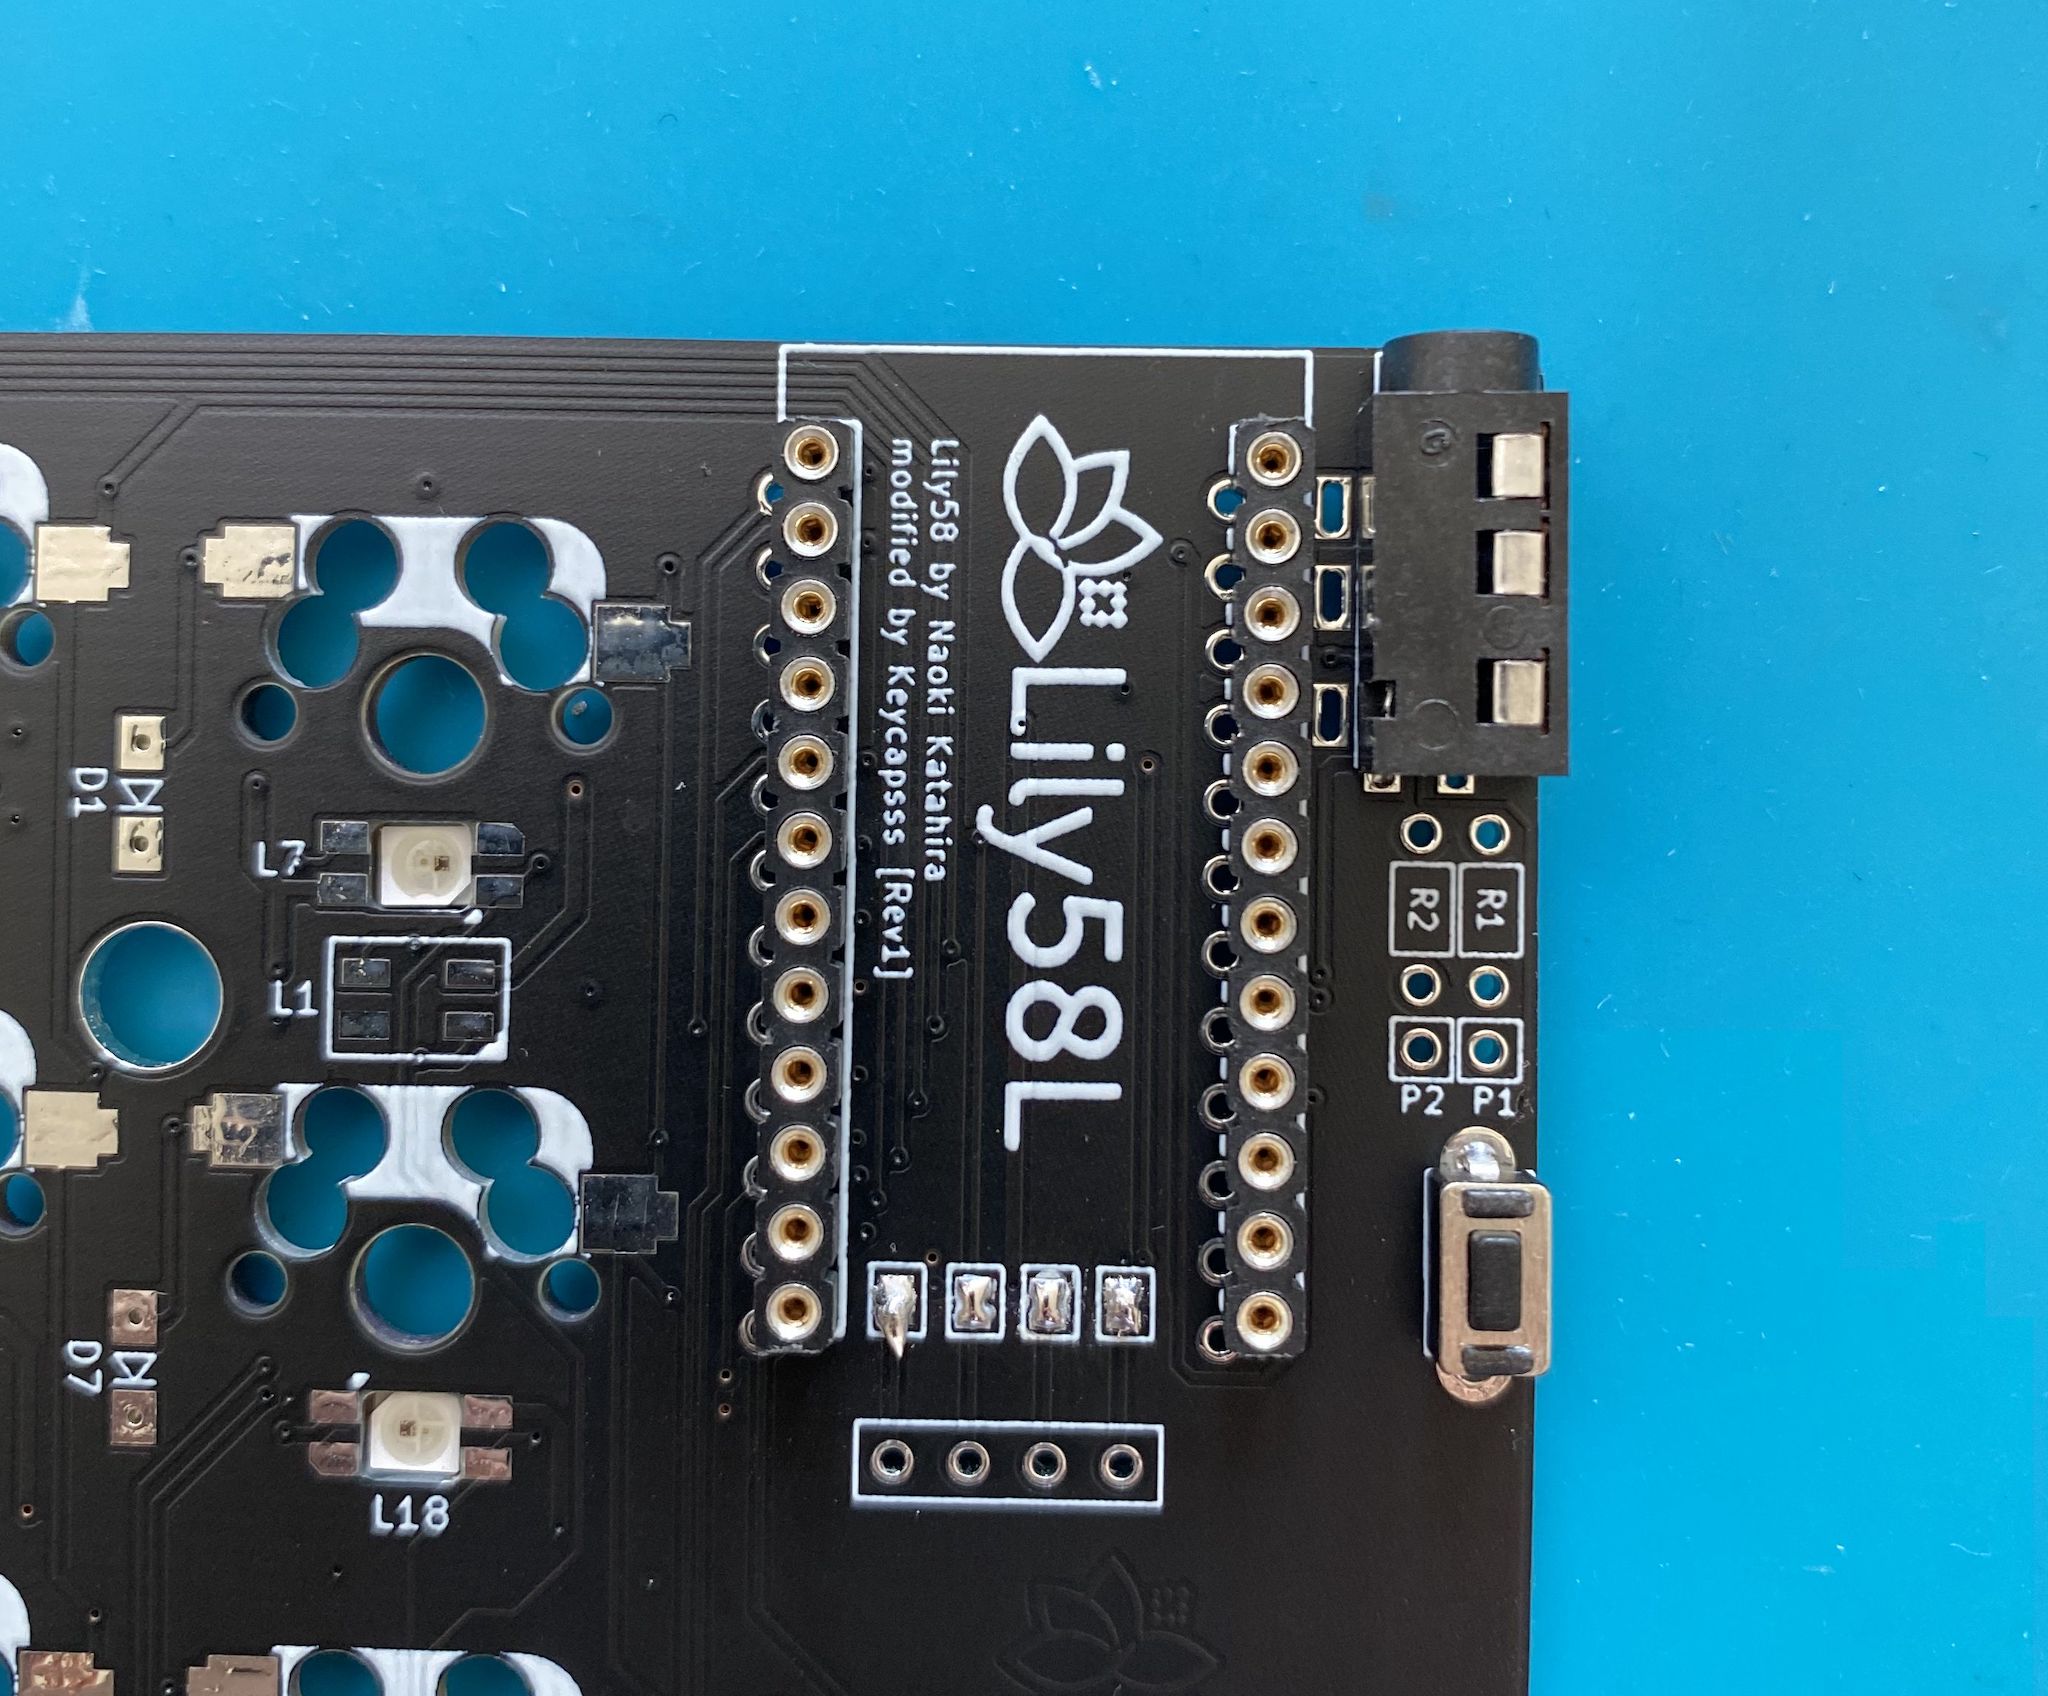 Lily58 by Naoki Katahira
modified by Keycapsss [Rev1]
Lily58L
D1
L7
L1
R2
R1
P2
P1
D7
L18